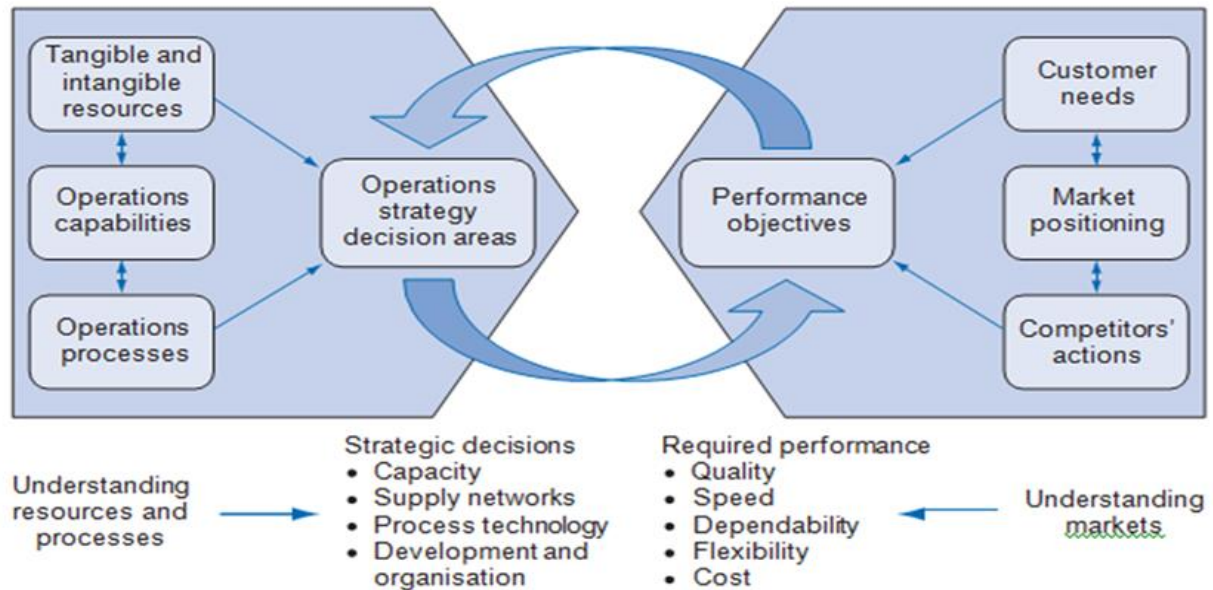 Tangible and
intangible
resources
Operations
capabilities
Operations
processes
Operations
strategy
decision areas
Performance
objectives
Customer
needs
Market
positioning
Competitors'
actions
Understanding
resources and
processes
Strategic decisions
• Capacity
• Supply networks
• Process technology
• Development and
organisation
Required performance
• Quality
• Speed
• Dependability
• Flexibility
• Cost
Understanding
markets